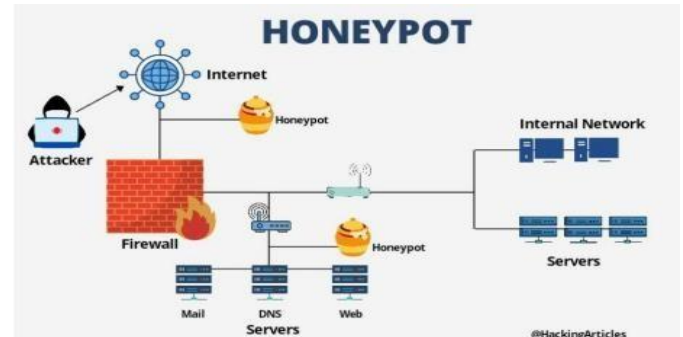 HONEYPOT
Internet
Honeypot
Attacker
Internal Network
Firewall
Honeypot
Servers
Mail
DNS
Web
Servers
@HackingArticles